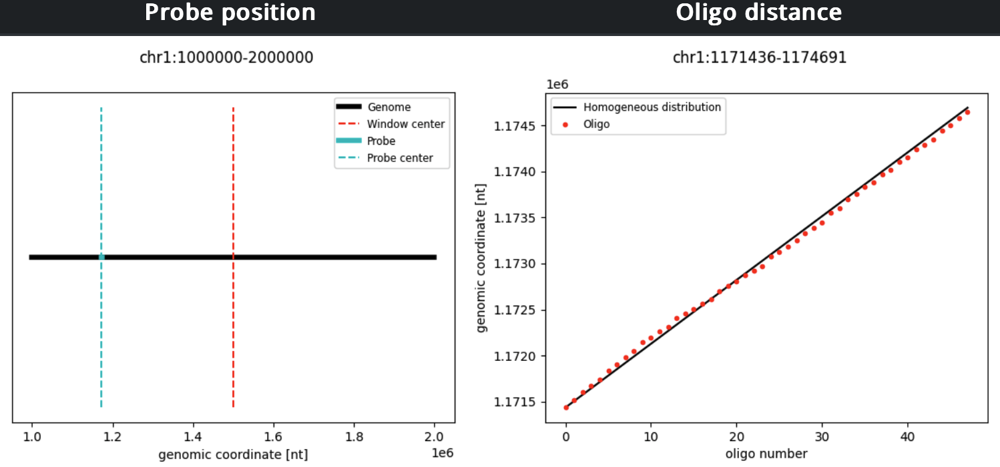 Probe position
Oligo distance
chr1:1000000-2000000
chr1:1171436-1174691
Genome
Window center
Probe
Probe center
1.0
1.2
1.4
1.6
1.8
2.0
1e6
genomic coordinate [nt]
1e6
Homogeneous distribution
Oligo
1.1745
1.1740
1.1735
1.1730
1.1725
1.1720
1.1715
genomic coordinate [nt]
0
10
20
30
40
oligo number